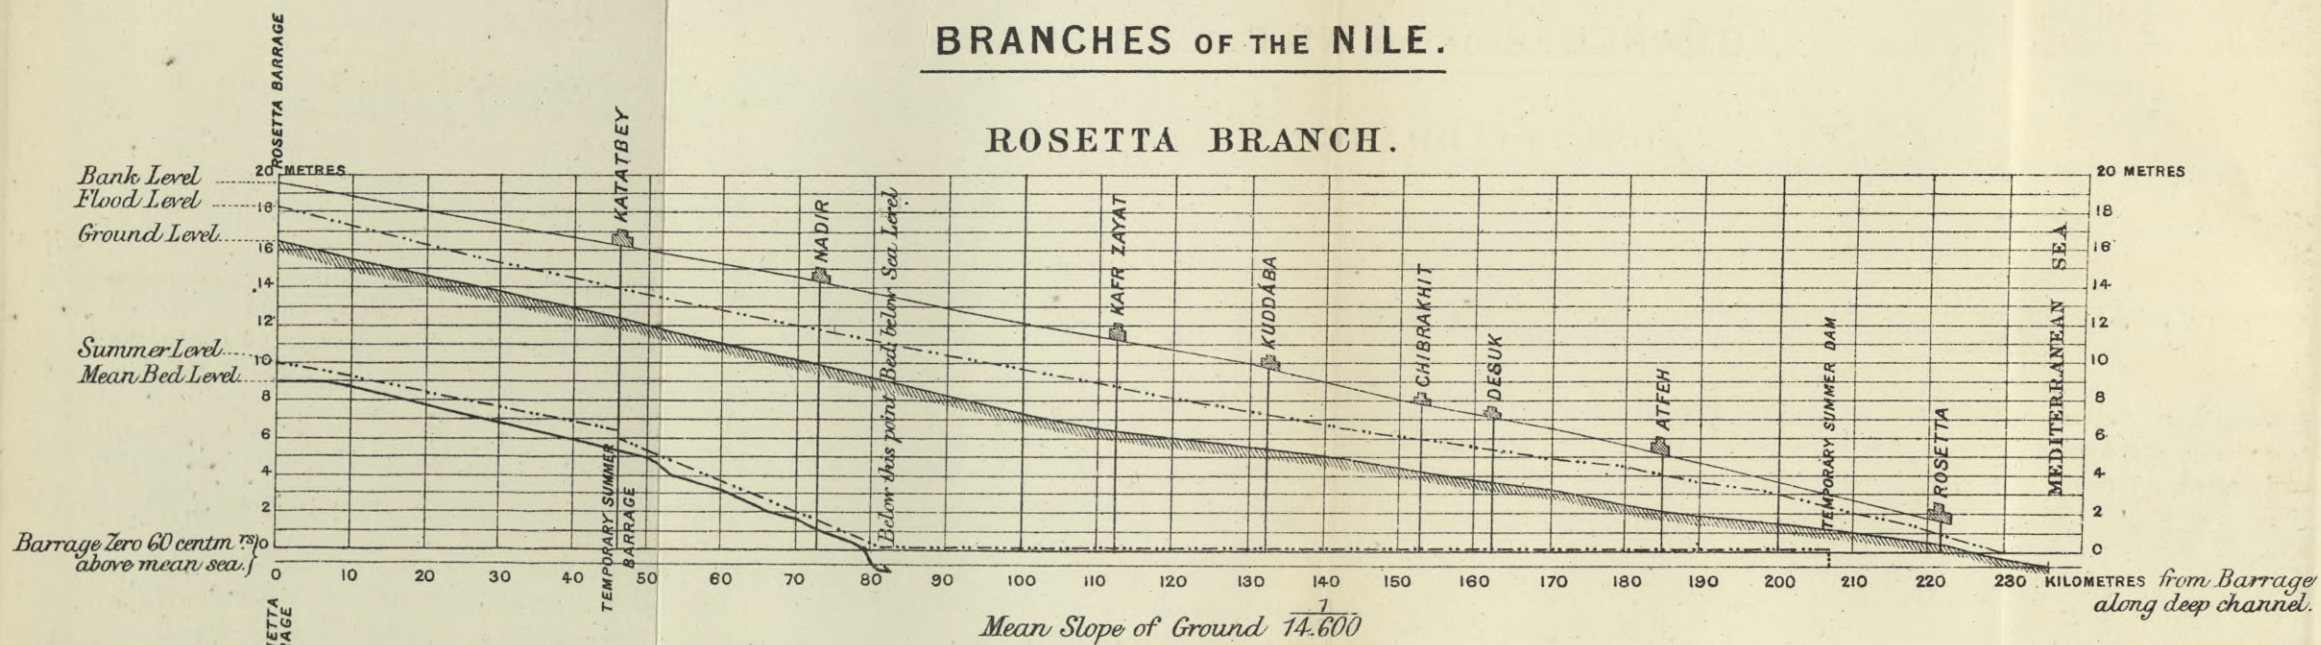 BRANCHES OF THE NILE.
ROSETTA BRANCH.
ROSETTA BARRAGE
KATATBEY
NADIR
Below this point Bed: below Sea Level
KAFR ZAYAT
KUDDÁBA
CHIBRAKHIT
DESUK
ATFEH
TEMPORARY SUMMER DAM
ROSETTA
MEDITERRANEAN SEA
Bank Level
Flood Level
Ground Level
Summer Level
Mean Bed Level
Barrage Zero 60 centm rs
above mean sea.
20 METRES
18
16
14
12
10
8
6
4
2
0
TEMPORARY SUMMER
BARRAGE
20 METRES
18
16
14
12
10
8
6
4
2
0
0 10 20 30 40 50 60 70 80 90 100 110 120 130 140 150 160 170 180 190 200 210 220 230 KILOMETRES from Barrage
along deep channel.
Mean Slope of Ground 1/14.600
ETTA
RAGE